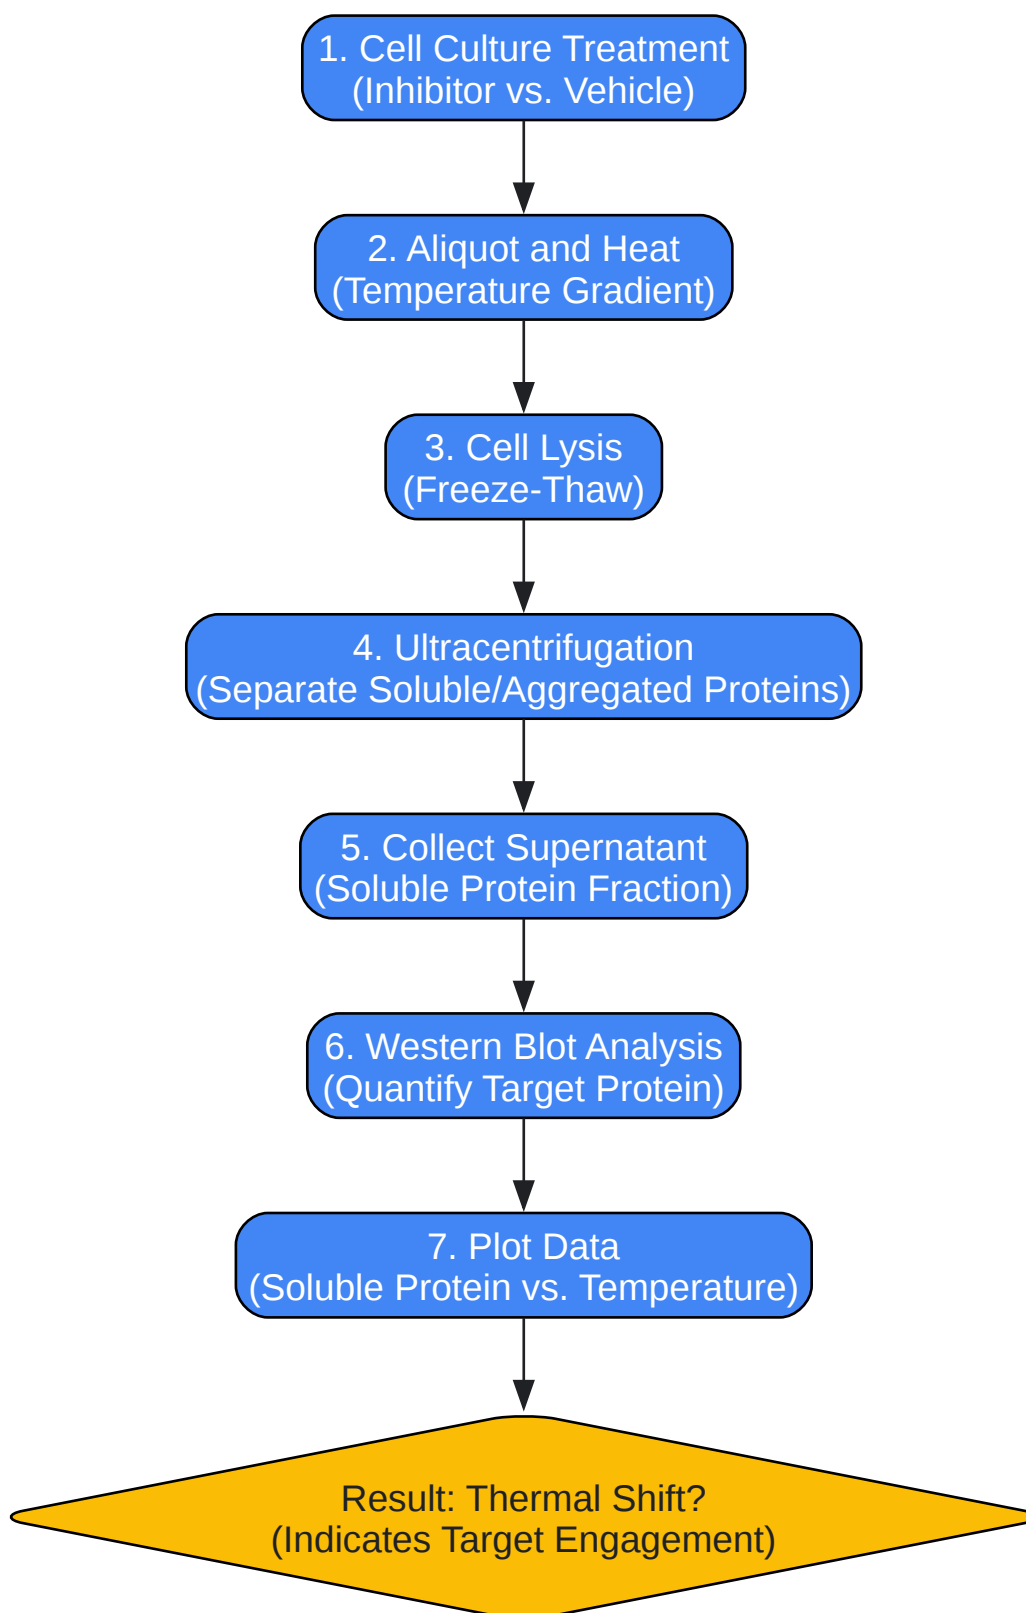 1. Cell Culture Treatment
(Inhibitor vs. Vehicle)
2. Aliquot and Heat
(Temperature Gradient)
3. Cell Lysis
(Freeze-Thaw)
4. Ultracentrifugation
(Separate Soluble/Aggregated Proteins)
5. Collect Supernatant
(Soluble Protein Fraction)
6. Western Blot Analysis
(Quantify Target Protein)
7. Plot Data
(Soluble Protein vs. Temperature)
Result: Thermal Shift?
(Indicates Target Engagement)